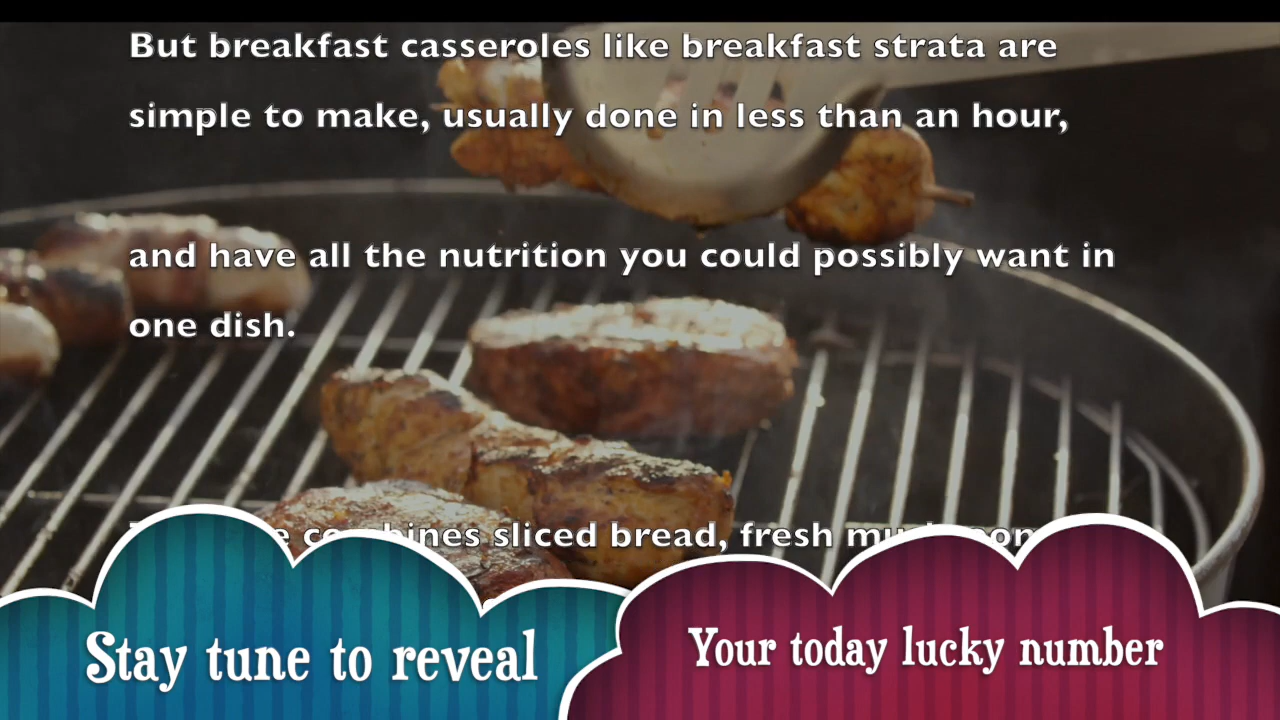 But breakfast casseroles like breakfast strata are
simple to make, usually done in less than an hour,
and have all the nutrition you could possibly want in
one dish.
sliced bread, fresh
Stay tune to reveal
Your today lucky number